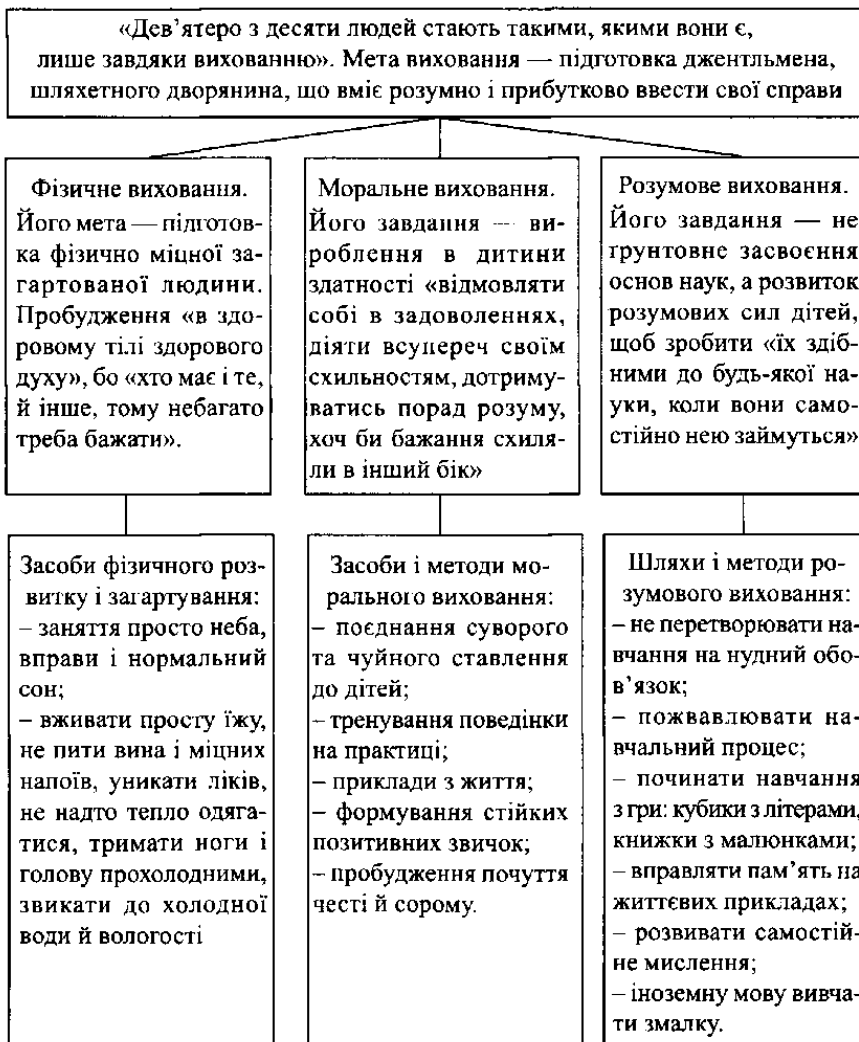 «Дев’ятеро з десяти людей стають такими, якими вони є,
лише завдяки вихованню». Мета виховання — підготовка джентльмена,
шляхетного дворянина, що вміє розумно і прибутково ввести свої справи
Фізичне виховання.
Його мета — підготов-
ка фізично міцної за-
гартованої людини.
Пробудження «в здо-
ровому тілі здорового
духу», бо «хто має і те,
й інше, тому небагато
треба бажати».
Моральне виховання.
Його завдання — ви-
роблення в дитини
здатності «відмовляти
собі в задоволеннях,
діяти всупереч своїм
схильностям, дотриму-
ватись порад розуму,
хоч би бажання схиля-
ли в інший бік»
Розумове виховання.
Його завдання — не
ґрунтовне засвоєння
основ наук, а розвиток
розумових сил дітей,
щоб зробити «їх здіб-
ними до будь-якої на-
уки, коли вони само-
стійно нею займуться»
Засоби фізичного роз-
витку і загартування:
– заняття просто неба,
вправи і нормальний
сон;
– вживати просту їжу,
не пити вина і міцних
напоїв, уникати ліків,
не надто тепло одяга-
тися, тримати ноги і
голову прохолодними,
звикати до холодної
води й вологості
Засоби і методи мо-
рального виховання:
– поєднання суворого
та чуйного ставлення
до дітей;
– тренування поведінки
на практиці;
– приклади з життя;
– формування стійких
позитивних звичок;
– пробудження почуття
честі й сорому.
Шляхи і методи ро-
зумового виховання:
– не перетворювати на-
вчання на нудний обо-
в’язок;
– пожвавлювати на-
вчальний процес;
– починати навчання
з гри: кубики з літерами,
книжки з малюнками;
– вправляти пам’ять на
життєвих прикладах;
– розвивати самостій-
не мислення;
– іноземну мову вивча-
ти змалку.